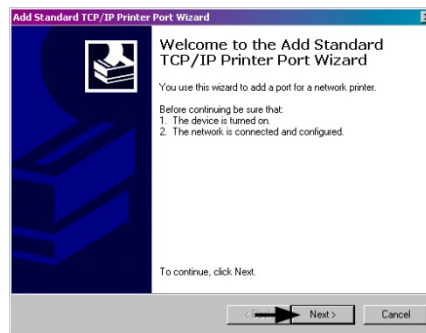 Add Standard TCP/IP Printer Port Wizard
Welcome to the Add Standard
TCP/IP Printer Port Wizard
You use this wizard to add a port for a network printer.
Before continuing be sure that:
1. The device is turned on.
2. The network is connected and configured.
To continue, click Next.
Next > Cancel